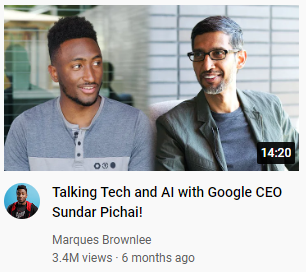 14:20
Talking Tech and AI with Google CEO
Sundar Pichai!
Marques Brownlee
3.4M views · 6 months ago